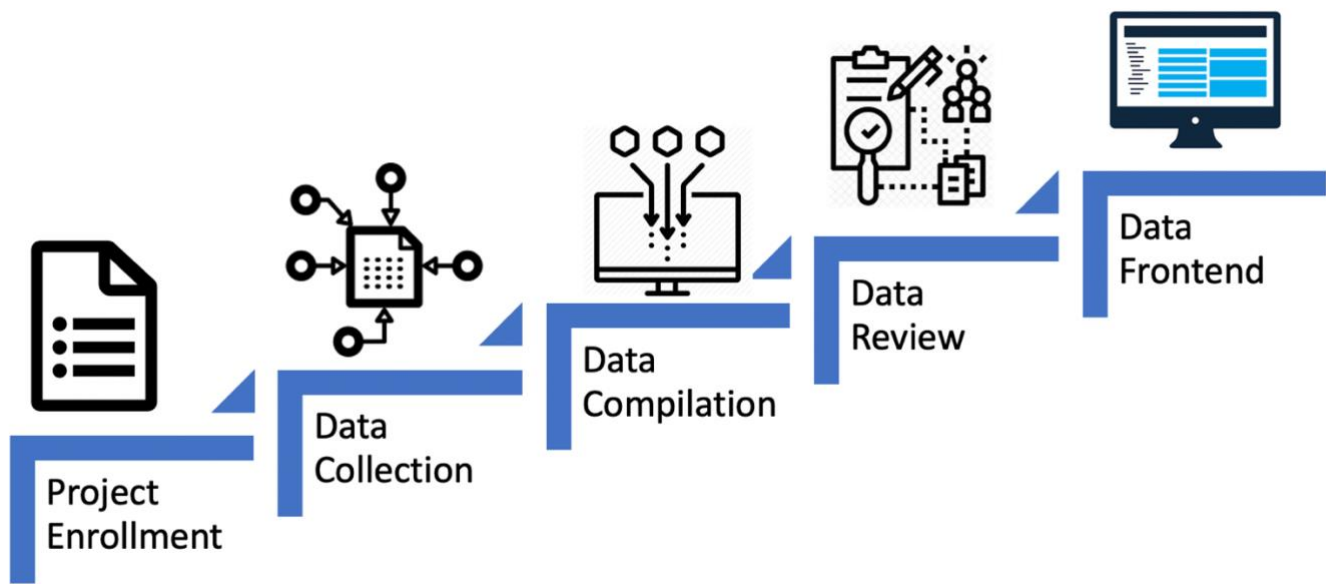 Project
Enrollment
Data
Collection
Data
Compilation
Data
Review
Data
Frontend